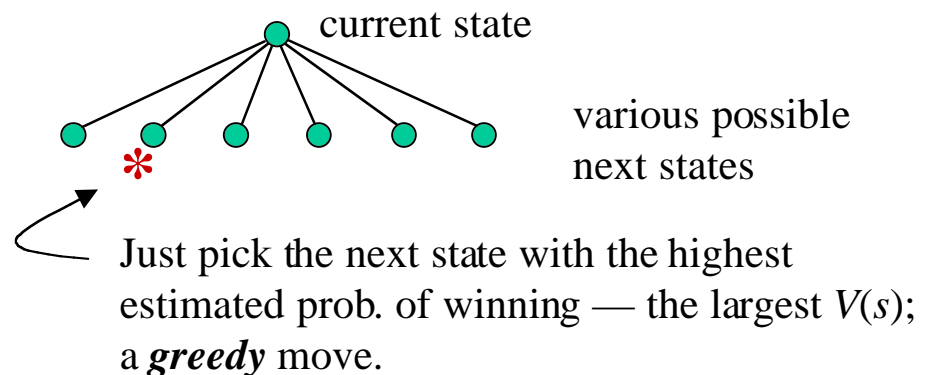 current state
various possible
next states
*
Just pick the next state with the highest
estimated prob. of winning — the largest V(s);
a greedy move.